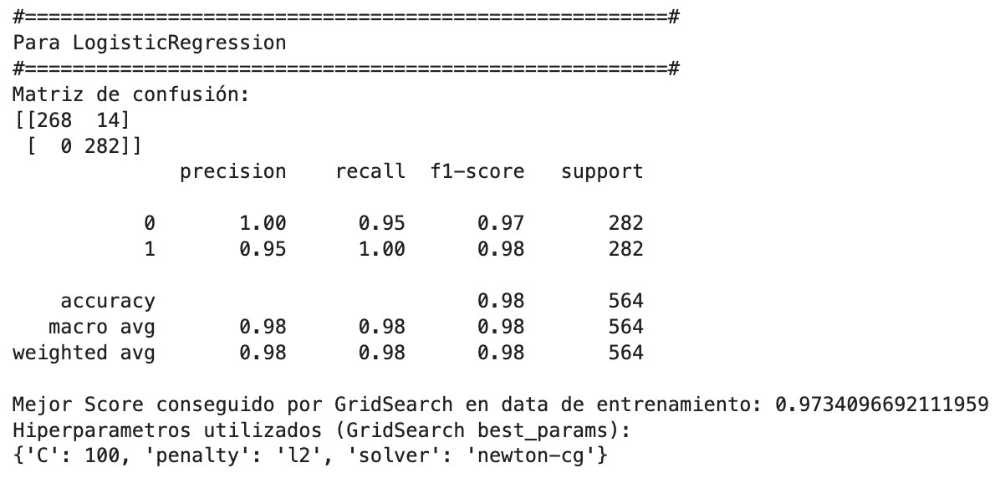 #======================================================#
Para LogisticRegression
#======================================================#
Matriz de confusión:
[[268  14]
 [  0 282]]
              precision    recall  f1-score   support

           0       1.00      0.95      0.97       282
           1       0.95      1.00      0.98       282

    accuracy                           0.98       564
   macro avg       0.98      0.98      0.98       564
weighted avg       0.98      0.98      0.98       564

Mejor Score conseguido por GridSearch en data de entrenamiento: 0.9734096692111959
Hiperparametros utilizados (GridSearch best_params):
{'C': 100, 'penalty': 'l2', 'solver': 'newton-cg'}